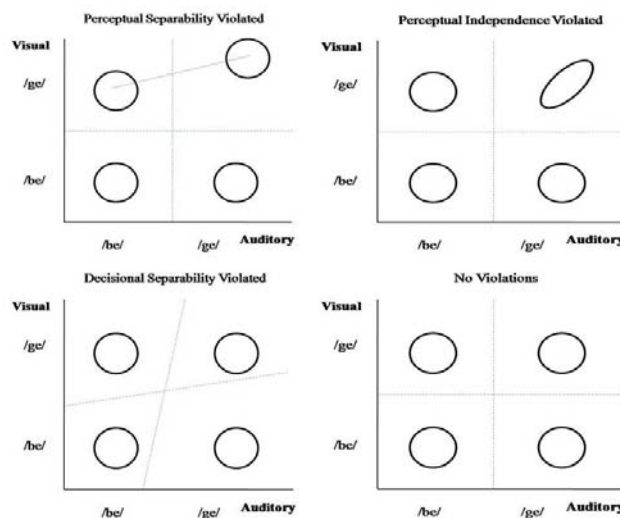 Perceptual Separability Violated
Visual
/ge/
/be/
/be/ /ge/ Auditory
Perceptual Independence Violated
Visual
/ge/
/be/
/be/ /ge/ Auditory
Decisional Separability Violated
Visual
/ge/
/be/
/be/ /ge/ Auditory
No Violations
Visual
/ge/
/be/
/be/ /ge/ Auditory